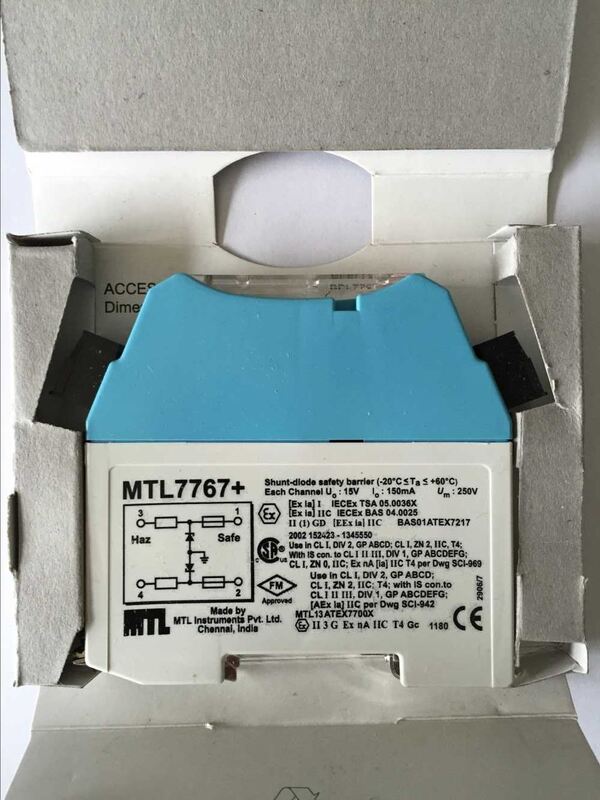 ACCES
Dime
MTL7767+
Shunt-diode safety barrier (-20°C ≤ Ta ≤ +60°C)
Each Channel Uo : 15V Io : 150mA Um : 250V
[Ex ia] I IECEx TSA 05.0036X
[Ex ia] IIC IECEx BAS 04.0025
II (1) GD [EEx ia] IIC BAS01ATEX7217
2002 152423 - 1345550
Use in CL I, DIV 2, GP ABCD; CL I, ZN 2, IIC, T4;
With IS con. to CL I II III, DIV 1, GP ABCDEFG;
CL I, ZN 0, IIC; Ex nA [ia] IIC T4 per Dwg SCI-969
Use in CL I, DIV 2, GP ABCD,
CL I, ZN 2, IIC; T4; with IS con.to
CL I II III, DIV 1, GP ABCDEFG;
[AEx ia] IIC per Dwg SCI-942
MTL13ATEX7700X
II 3 G Ex nA IIC T4 Gc 1180 CE
3 1
Haz Safe
4 2
Ex
SA
C US
FM
Approved
2906/7
MTL
Made by
MTL Instruments Pvt. Ltd.
Chennai, India
Ex